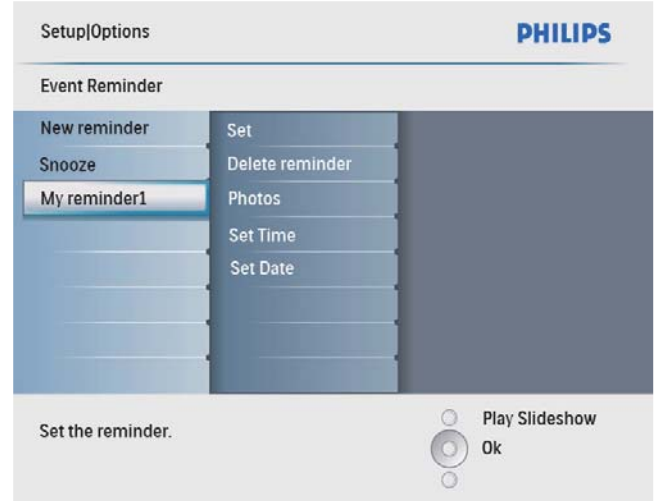 Setup|Options
PHILIPS
Event Reminder
New reminder
Snooze
My reminder1
Set
Delete reminder
Photos
Set Time
Set Date
Set the reminder.
Play Slideshow
Ok